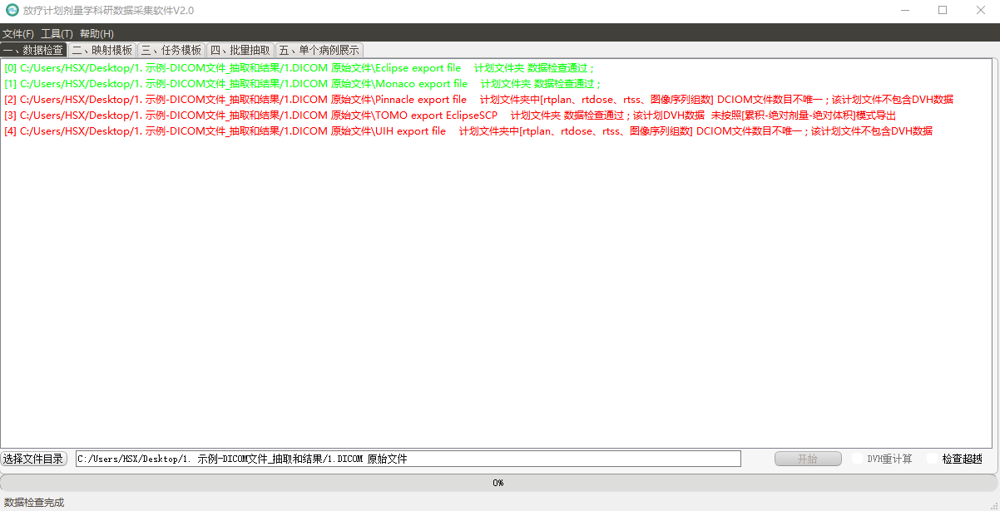 放疗计划剂量学科研数据采集软件V2.0
文件(F) 工具(T) 帮助(H)
一、数据检查 二、映射模板 三、任务模板 四、批量抽取 五、单个病例展示
[0] C:/Users/HSX/Desktop/1. 示例-DICOM文件_抽取和结果/1.DICOM 原始文件\Eclipse export file 计划文件夹 数据检查通过 ;
[1] C:/Users/HSX/Desktop/1. 示例-DICOM文件_抽取和结果/1.DICOM 原始文件\Monaco export file 计划文件夹 数据检查通过 ;
[2] C:/Users/HSX/Desktop/1. 示例-DICOM文件_抽取和结果/1.DICOM 原始文件\Pinnacle export file 计划文件夹中[rtplan、rtdose、rtss、图像序列组数] DCIOM文件数目不唯一 ; 该计划文件不包含DVH数据
[3] C:/Users/HSX/Desktop/1. 示例-DICOM文件_抽取和结果/1.DICOM 原始文件\TOMO export EclipseSCP 计划文件夹 数据检查通过 ; 该计划DVH数据 未按照[累积-绝对剂量-绝对体积]模式导出
[4] C:/Users/HSX/Desktop/1. 示例-DICOM文件_抽取和结果/1.DICOM 原始文件\UIH export file 计划文件夹中[rtplan、rtdose、rtss、图像序列组数] DCIOM文件数目不唯一 ; 该计划文件不包含DVH数据
选择文件目录 C:/Users/HSX/Desktop/1. 示例-DICOM文件_抽取和结果/1.DICOM 原始文件 开始 DVH重计算 检查超越
0%
数据检查完成